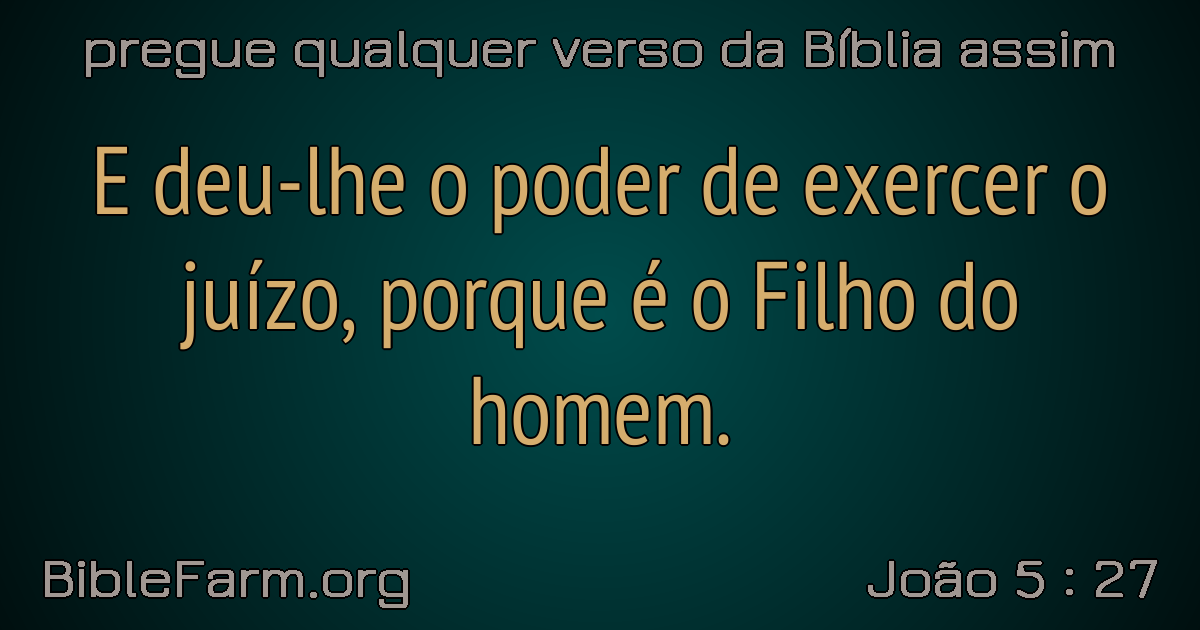 pregue qualquer verso da Bíblia assim
E deu-lhe o poder de exercer o
juízo, porque é o Filho do
homem.
BibleFarm.org
João 5 : 27